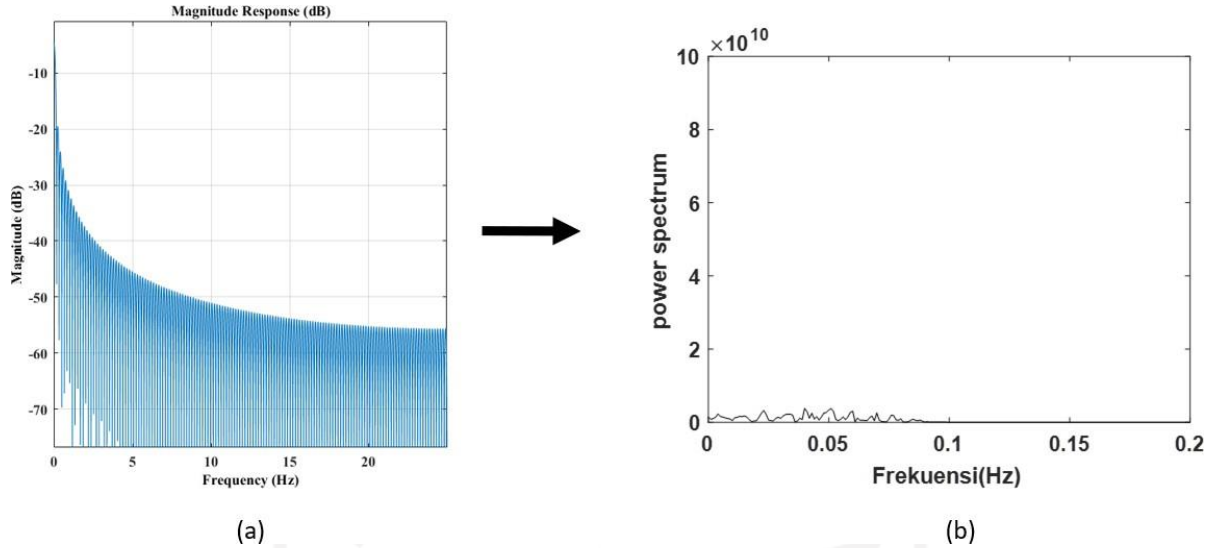 Magnitude Response (dB)
-10
-20
-30
-40
-50
-60
-70
Magnitude (dB)
0 5 10 15 20
Frequency (Hz)
(a)
×10^10
10
8
6
4
2
0
power spectrum
0 0.05 0.1 0.15 0.2
Frekuensi(Hz)
(b)